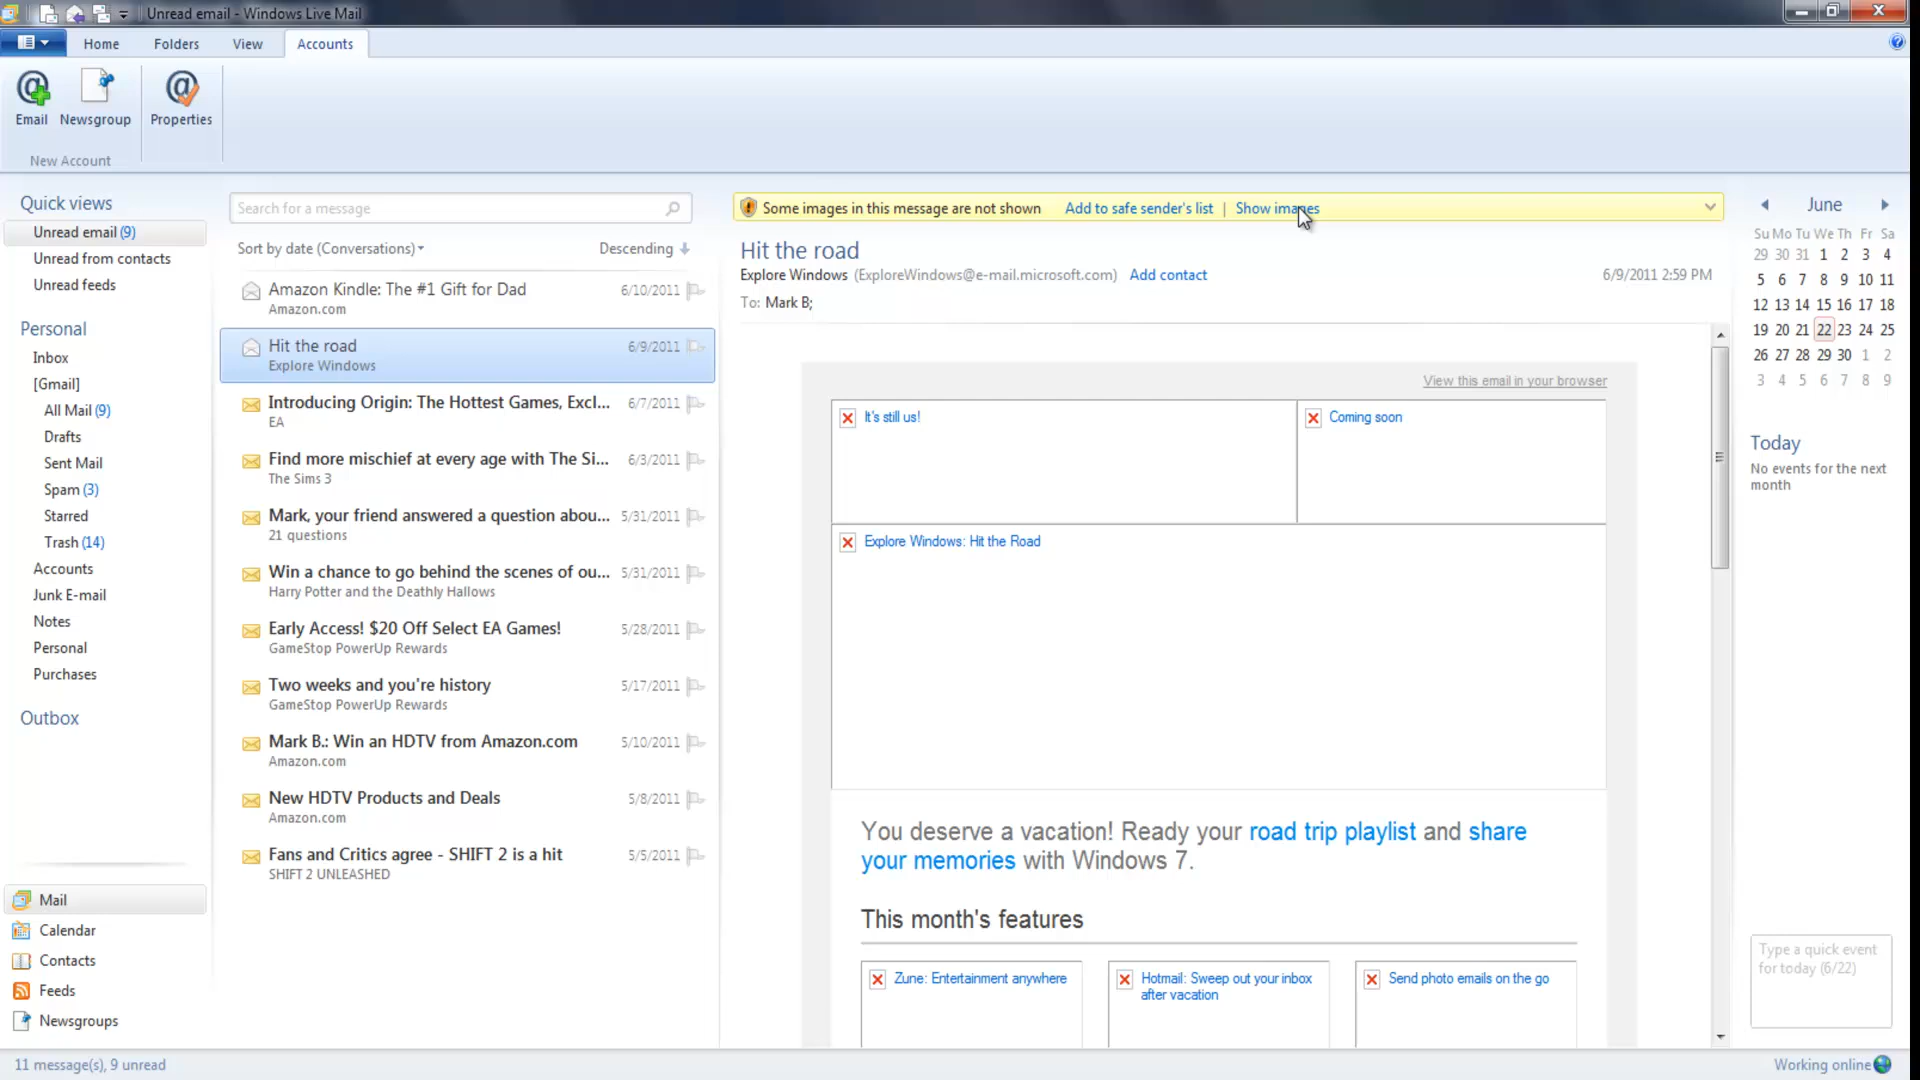 Unread email - Windows Live Mail
Home Folders View Accounts
Email Newsgroup Properties
New Account
Quick views
Unread email (9)
Unread from contacts
Unread feeds
Personal
Inbox
[Gmail]
All Mail (9)
Drafts
Sent Mail
Spam (3)
Starred
Trash (14)
Accounts
Junk E-mail
Notes
Personal
Purchases
Outbox
Mail
Calendar
Contacts
Feeds
Newsgroups
Search for a message
Sort by date (Conversations) Descending
Amazon Kindle: The #1 Gift for Dad 6/10/2011
Amazon.com
Hit the road 6/9/2011
Explore Windows
Introducing Origin: The Hottest Games, Excl... 6/7/2011
EA
Find more mischief at every age with The Si... 6/3/2011
The Sims 3
Mark, your friend answered a question abou... 5/31/2011
21 questions
Win a chance to go behind the scenes of ou... 5/31/2011
Harry Potter and the Deathly Hallows
Early Access! $20 Off Select EA Games! 5/28/2011
GameStop PowerUp Rewards
Two weeks and you're history 5/17/2011
GameStop PowerUp Rewards
Mark B.: Win an HDTV from Amazon.com 5/10/2011
Amazon.com
New HDTV Products and Deals 5/8/2011
Amazon.com
Fans and Critics agree - SHIFT 2 is a hit 5/5/2011
SHIFT 2 UNLEASHED
Some images in this message are not shown Add to safe sender's list | Show images
Hit the road
Explore Windows (ExploreWindows@e-mail.microsoft.com) Add contact 6/9/2011 2:59 PM
To: Mark B;
View this email in your browser
It's still us! Coming soon
Explore Windows: Hit the Road
You deserve a vacation! Ready your road trip playlist and share
your memories with Windows 7.
This month's features
Zune: Entertainment anywhere Hotmail: Sweep out your inbox Send photo emails on the go
after vacation
June
Su Mo Tu We Th Fr Sa
29 30 31 1 2 3 4
5 6 7 8 9 10 11
12 13 14 15 16 17 18
19 20 21 22 23 24 25
26 27 28 29 30 1 2
3 4 5 6 7 8 9
Today
No events for the next
month
Type a quick event
for today (6/22)
11 message(s), 9 unread
Working online